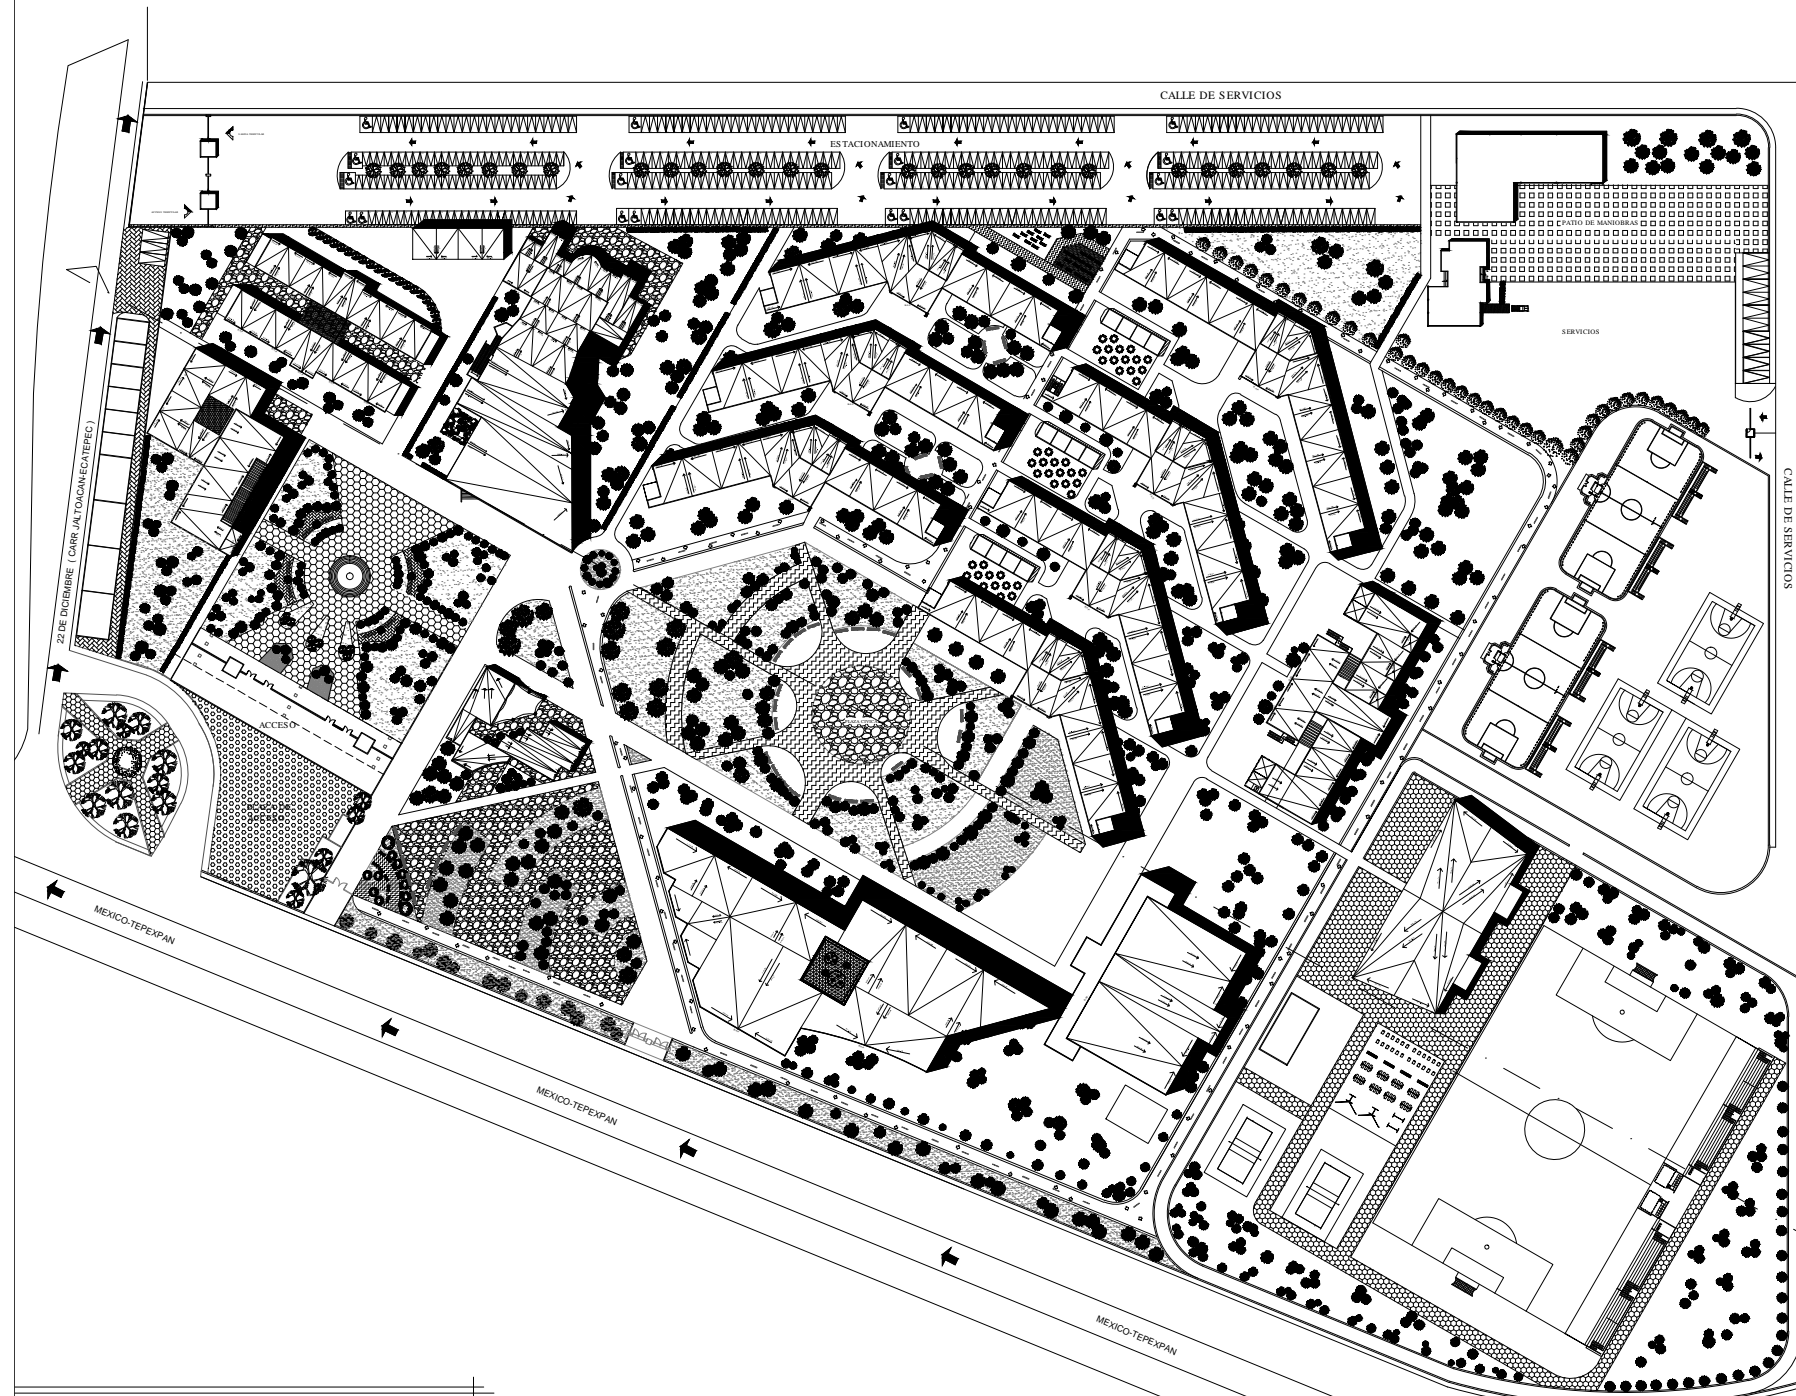 CALLE DE SERVICIOS
ESTACIONAMIENTO
PATIO DE MANIOBRAS
SERVICIOS
CALLE DE SERVICIOS
22 DE DICIEMBRE ( CARR. JALTOACAN-ECATEPEC )
ACCESO
MEXICO-TEPEXPAN
MEXICO-TEPEXPAN
MEXICO-TEPEXPAN